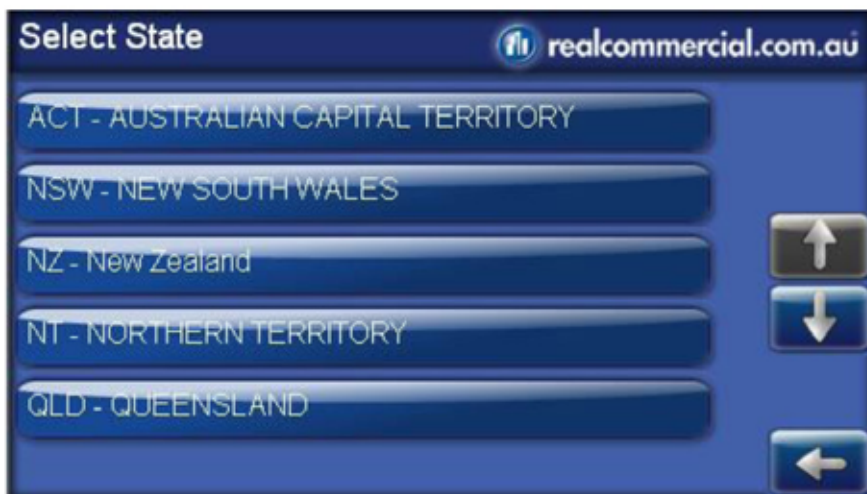 Select State
realcommercial.com.au
ACT - AUSTRALIAN CAPITAL TERRITORY
NSW - NEW SOUTH WALES
NZ - New Zealand
NT - NORTHERN TERRITORY
QLD - QUEENSLAND